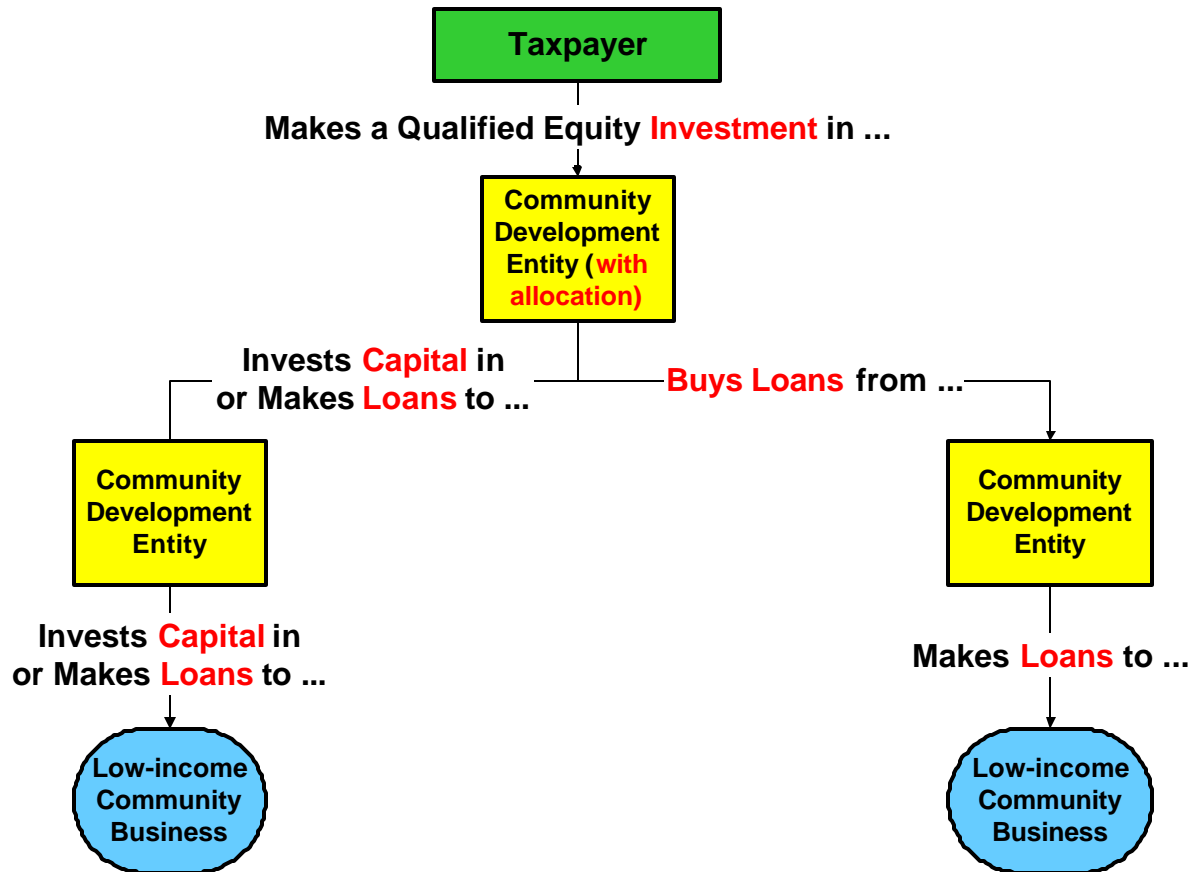 Taxpayer
Makes a Qualified Equity Investment in ...
Community
Development
Entity (with
allocation)
Invests Capital in
or Makes Loans to ...
Buys Loans from ...
Community
Development
Entity
Community
Development
Entity
Invests Capital in
or Makes Loans to ...
Makes Loans to ...
Low-income
Community
Business
Low-income
Community
Business